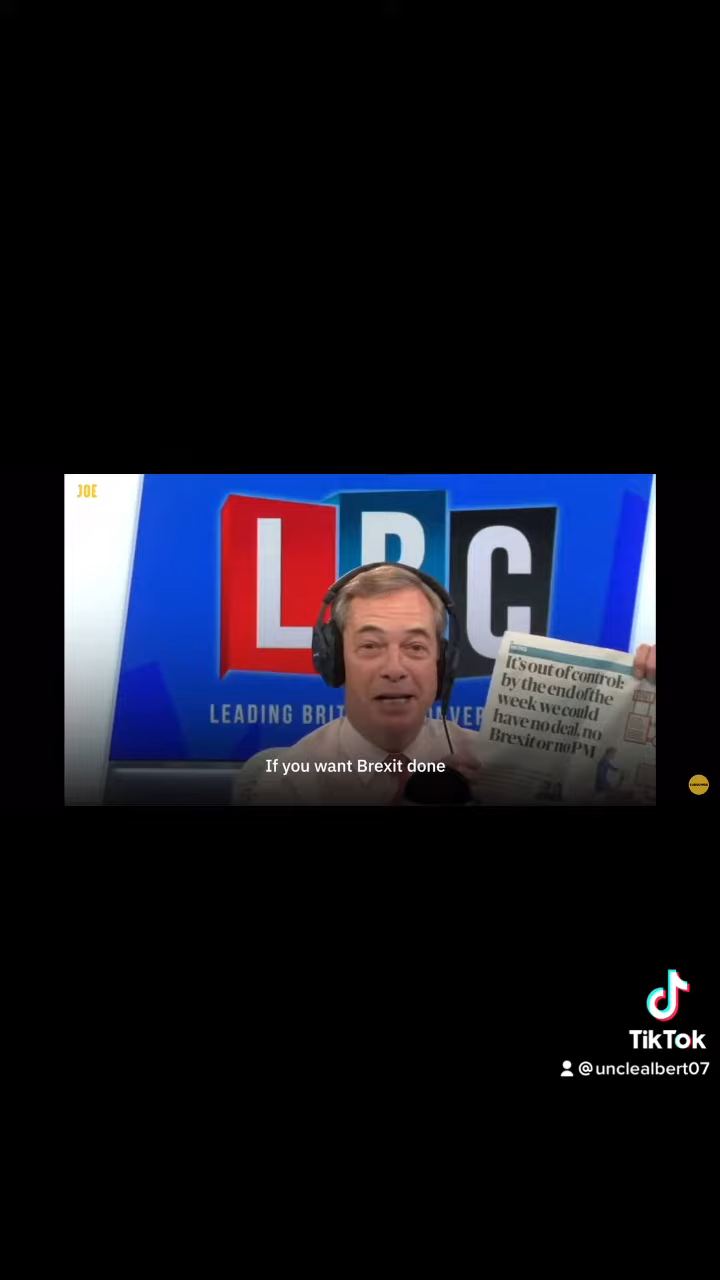 JOE
LBC
LEADING BRIT
VER
It's out of control:
by the end of the
week we could
have no deal, no
Brexit or no PM
If you want Brexit done
TikTok
@unclealbert07